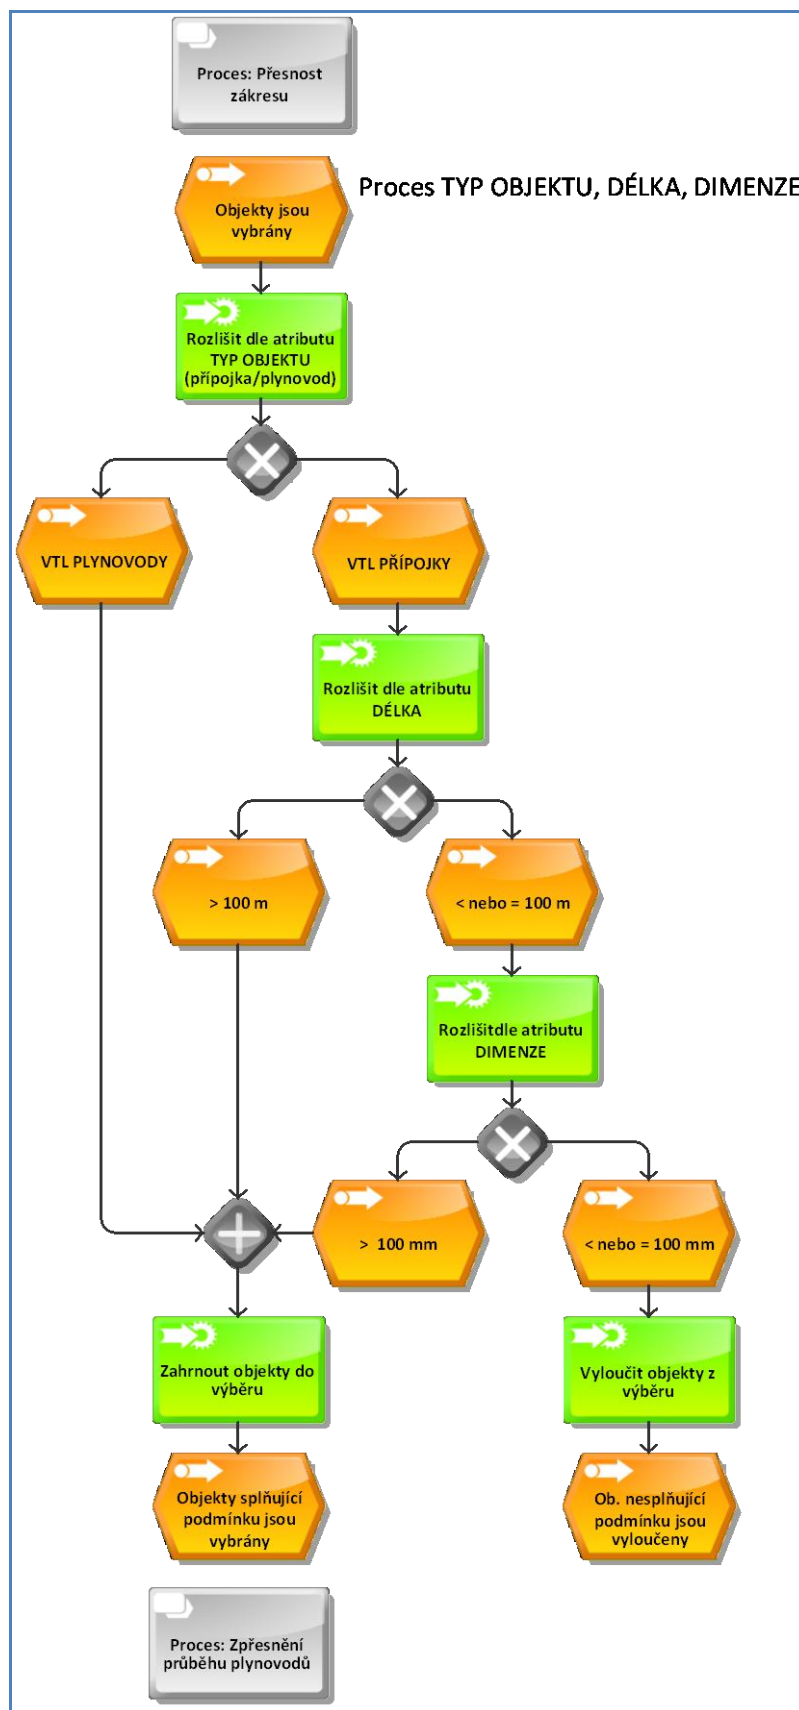 Proces: Přesnost
zákresu
Proces TYP OBJEKTU, DÉLKA, DIMENZE
Objekty jsou
vybrány
Rozlišit dle atributu
TYP OBJEKTU
(přípojka/plynovod)
VTL PLYNOVODY
VTL PŘÍPOJKY
Rozlišit dle atributu
DÉLKA
> 100 m
< nebo = 100 m
Rozlišitdle atributu
DIMENZE
> 100 mm
< nebo = 100 mm
Zahrnout objekty do
výběru
Vyloučit objekty z
výběru
Objekty splňující
podmínku jsou
vybrány
Ob. nesplňující
podmínku jsou
vyloučeny
Proces: Zpřesnění
průběhu plynovodů